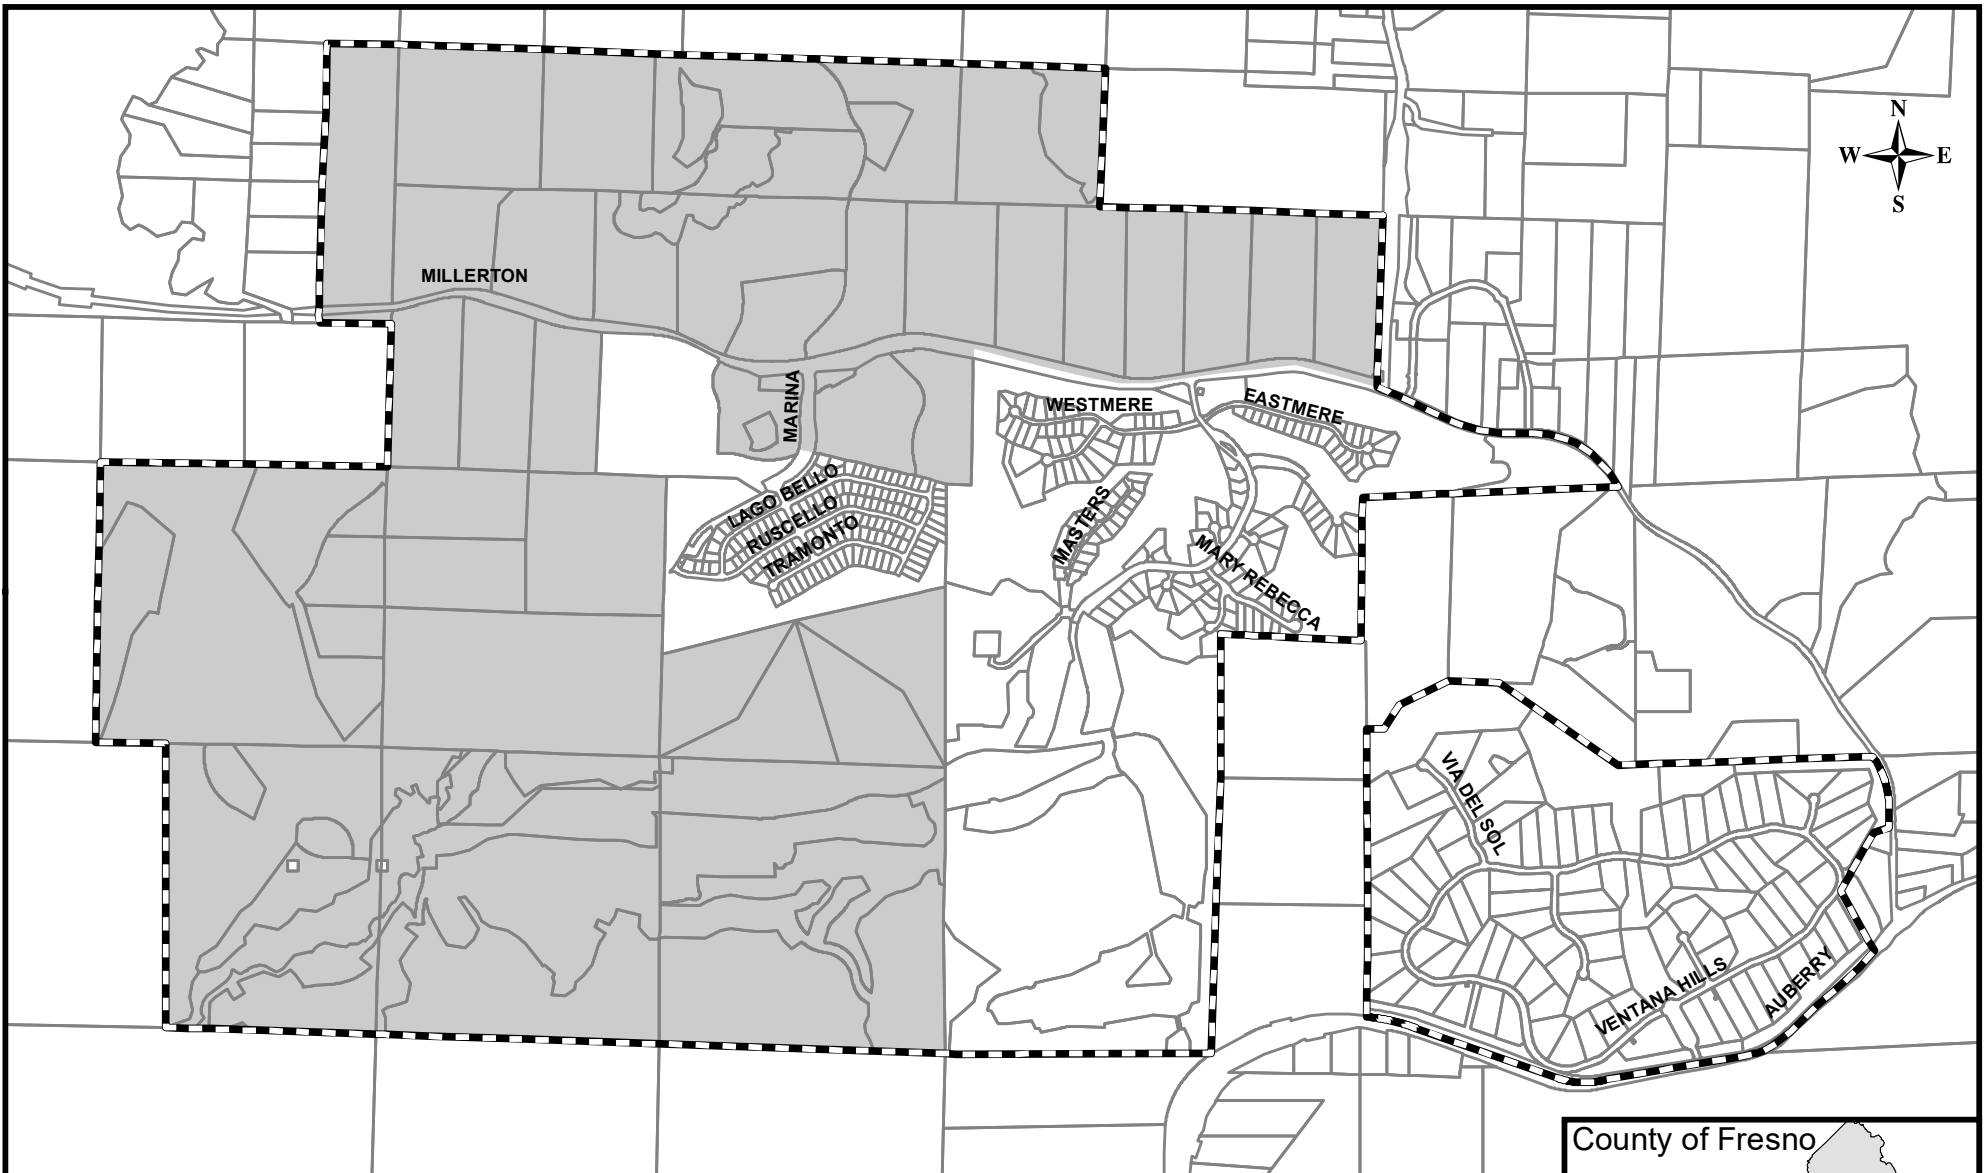 N
W E
S
MILLERTON
MARINA
WESTMERE
EASTMERE
LAGO BELLO
RUSCELLO
TRAMONTO
MASTERS
MARY REBECCA
VIA DEL SOL
VENTANA HILLS
AUBERRY
County of Fresno